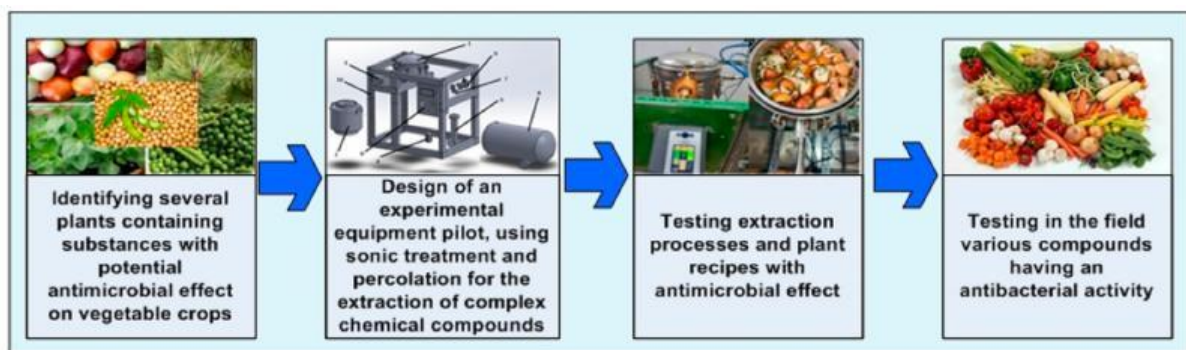 Identifying several
plants containing
substances with
potential
antimicrobial effect
on vegetable crops
Design of an
experimental
equipment pilot, using
sonic treatment and
percolation for the
extraction of complex
chemical compounds
Testing extraction
processes and plant
recipes with
antimicrobial effect
Testing in the field
various compounds
having an
antibacterial activity